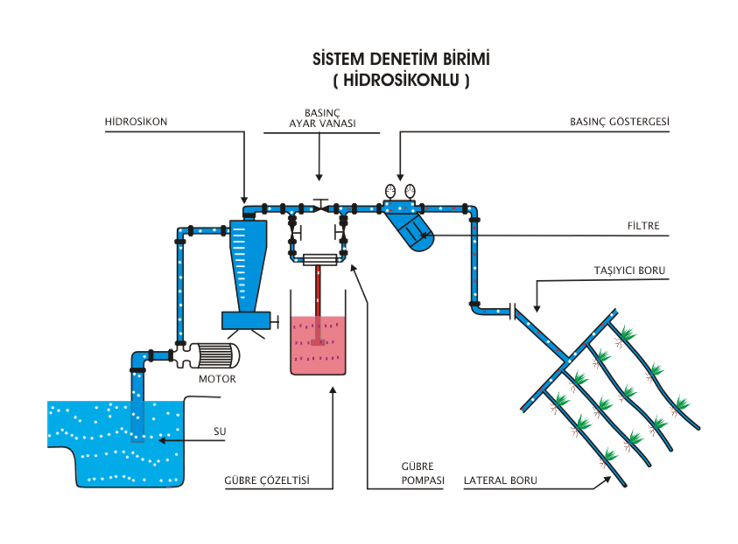 SİSTEM DENETİM BİRİMİ
( HİDROSİKONLU )
HİDROSİKON
BASINÇ
AYAR VANASI
BASINÇ GÖSTERGESİ
FİLTRE
TAŞIYICI BORU
MOTOR
SU
GÜBRE ÇÖZELTİSİ
GÜBRE
POMPASI
LATERAL BORU